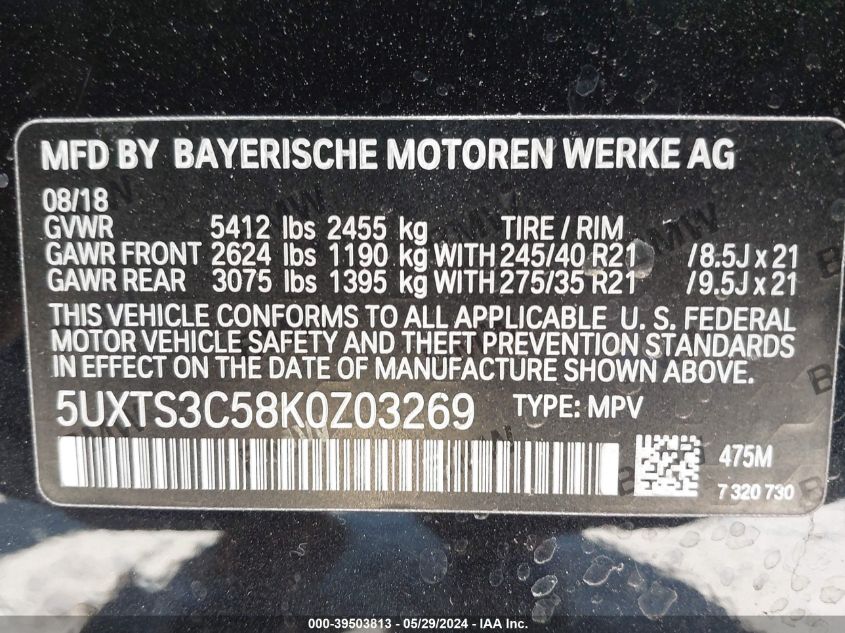 MFD BY BAYERISCHE MOTOREN WERKE AG
08/18
GVWR 5412 lbs 2455 kg TIRE / RIM
GAWR FRONT 2624 lbs 1190 kg WITH 245/40 R21 /8.5J x 21
GAWR REAR 3075 lbs 1395 kg WITH 275/35 R21 /9.5J x 21
THIS VEHICLE CONFORMS TO ALL APPLICABLE U. S. FEDERAL
MOTOR VEHICLE SAFETY AND THEFT PREVENTION STANDARDS
IN EFFECT ON THE DATE OF MANUFACTURE SHOWN ABOVE.
5UXTS3C58K0Z03269 TYPE: MPV
475M
7 320 730
000-39503813 - 05/29/2024 - IAA Inc.